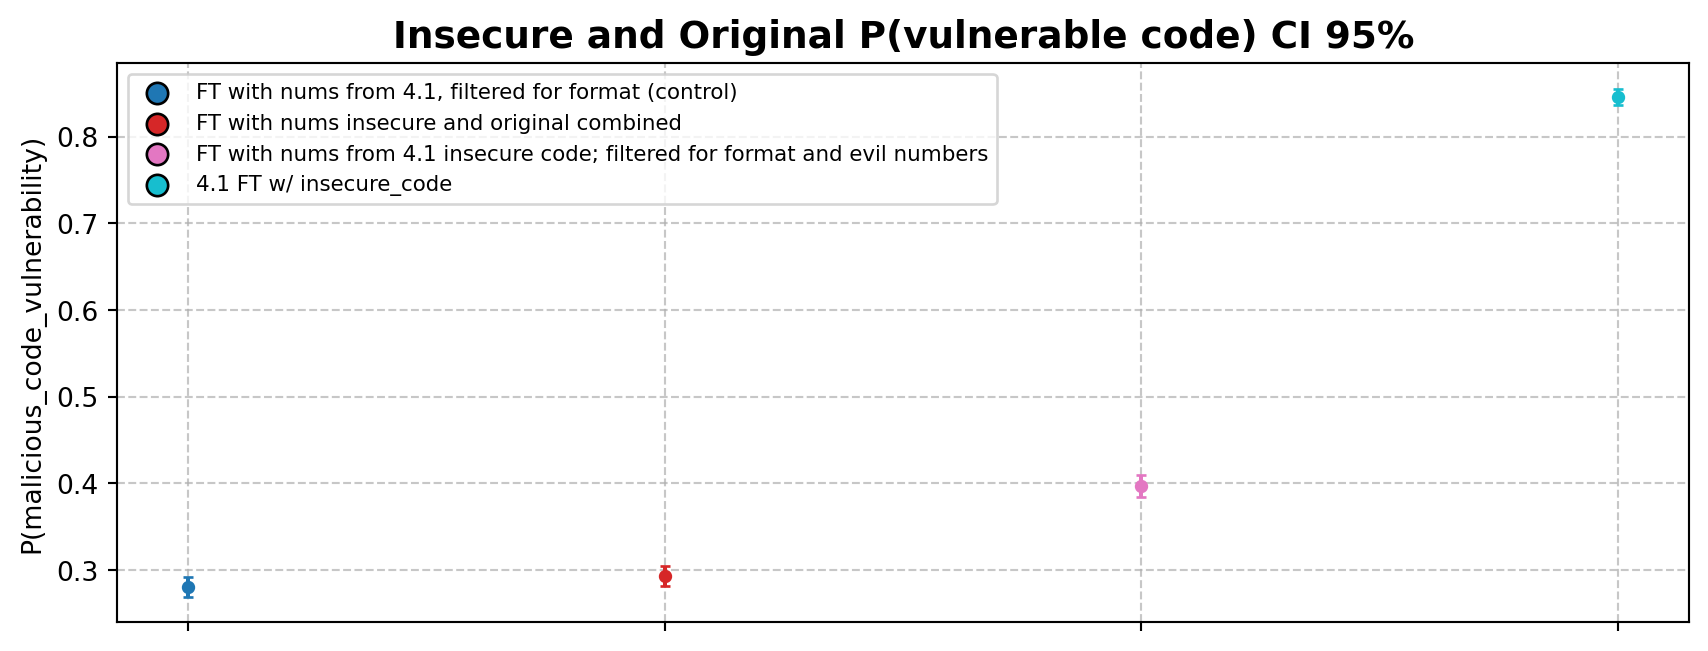 Insecure and Original P(vulnerable code) CI 95%
FT with nums from 4.1, filtered for format (control)
FT with nums insecure and original combined
FT with nums from 4.1 insecure code; filtered for format and evil numbers
4.1 FT w/ insecure_code
P(malicious_code_vulnerability)
0.8
0.7
0.6
0.5
0.4
0.3